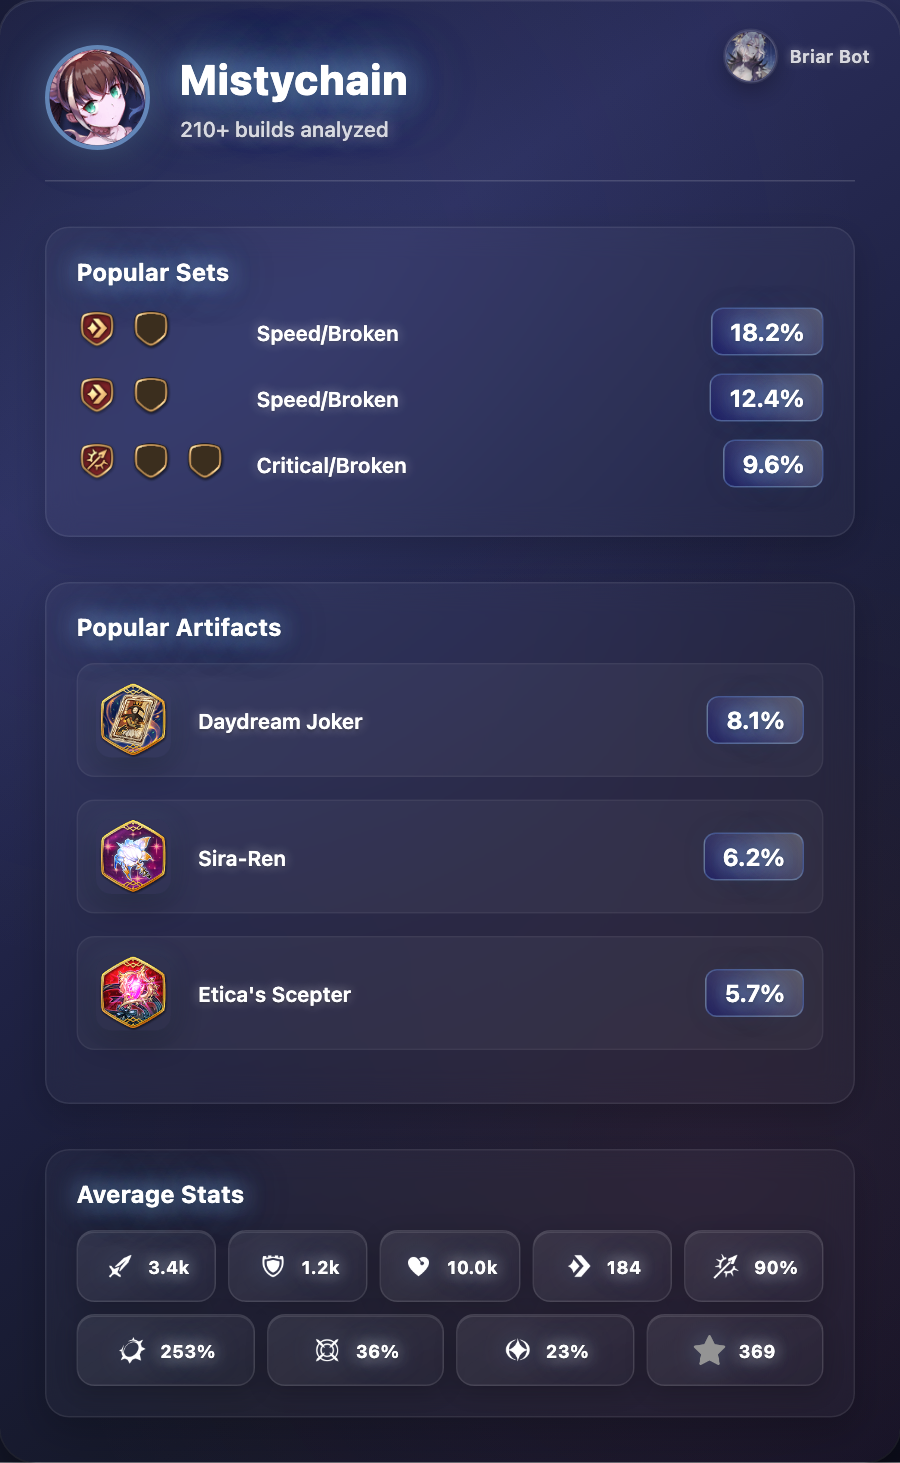 Mistychain
210+ builds analyzed
Briar Bot
Popular Sets
Speed/Broken 18.2%
Speed/Broken 12.4%
Critical/Broken 9.6%
Popular Artifacts
Daydream Joker 8.1%
Sira-Ren 6.2%
Etica's Scepter 5.7%
Average Stats
3.4k 1.2k 10.0k 184 90%
253% 36% 23% 369